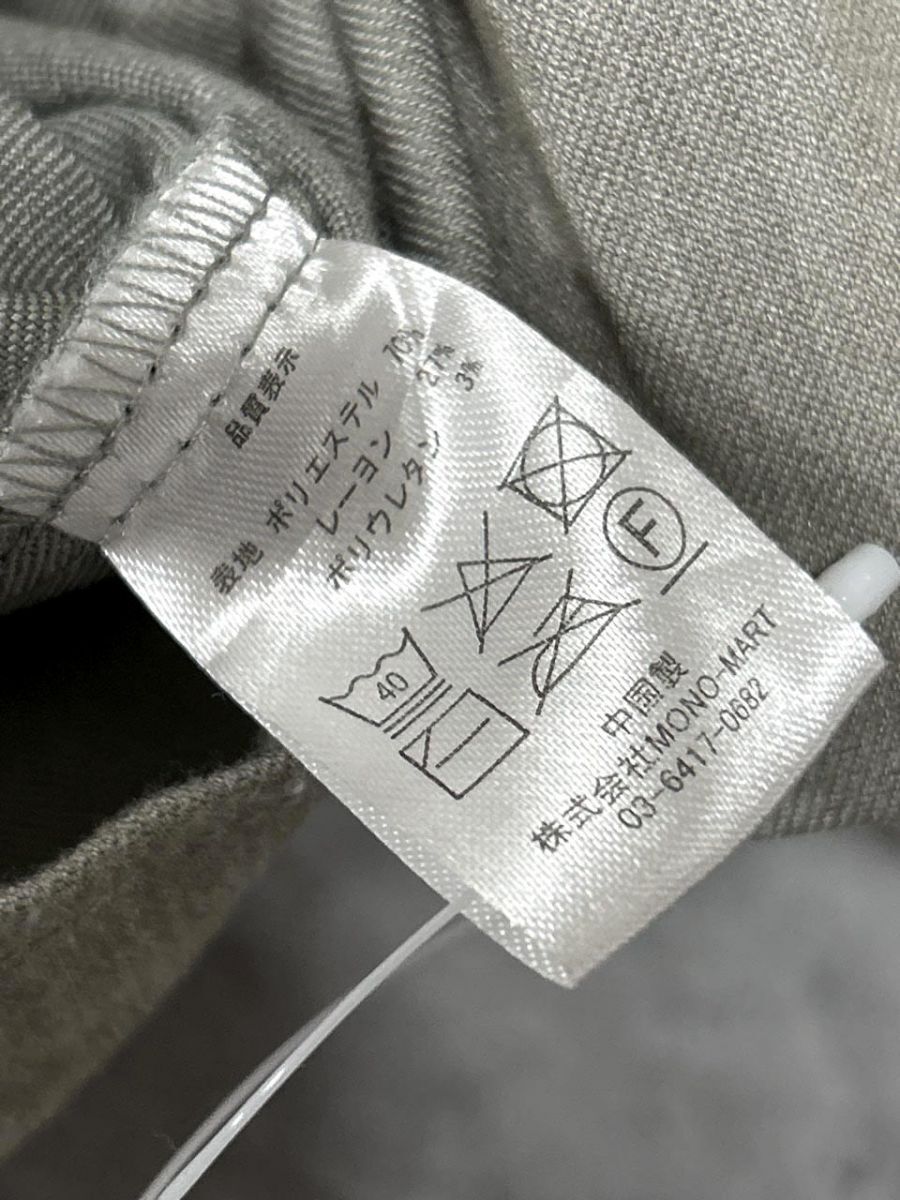 品質表示
表地 ポリエステル 70%
レーヨン 27%
ポリウレタン 3%
40
F
中国製
株式会社MONO-MART
03-6417-0682